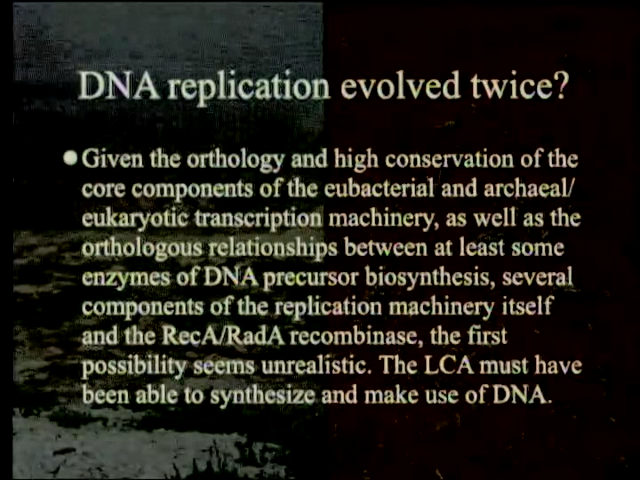 DNA replication evolved twice?
Given the orthology and high conservation of the
core components of the eubacterial and archaeal/
eukaryotic transcription machinery, as well as the
orthologous relationships between at least some
enzymes of DNA precursor biosynthesis, several
components of the replication machinery itself
and the RecA/RadA recombinase, the first
possibility seems unrealistic. The LCA must have
been able to synthesize and make use of DNA.